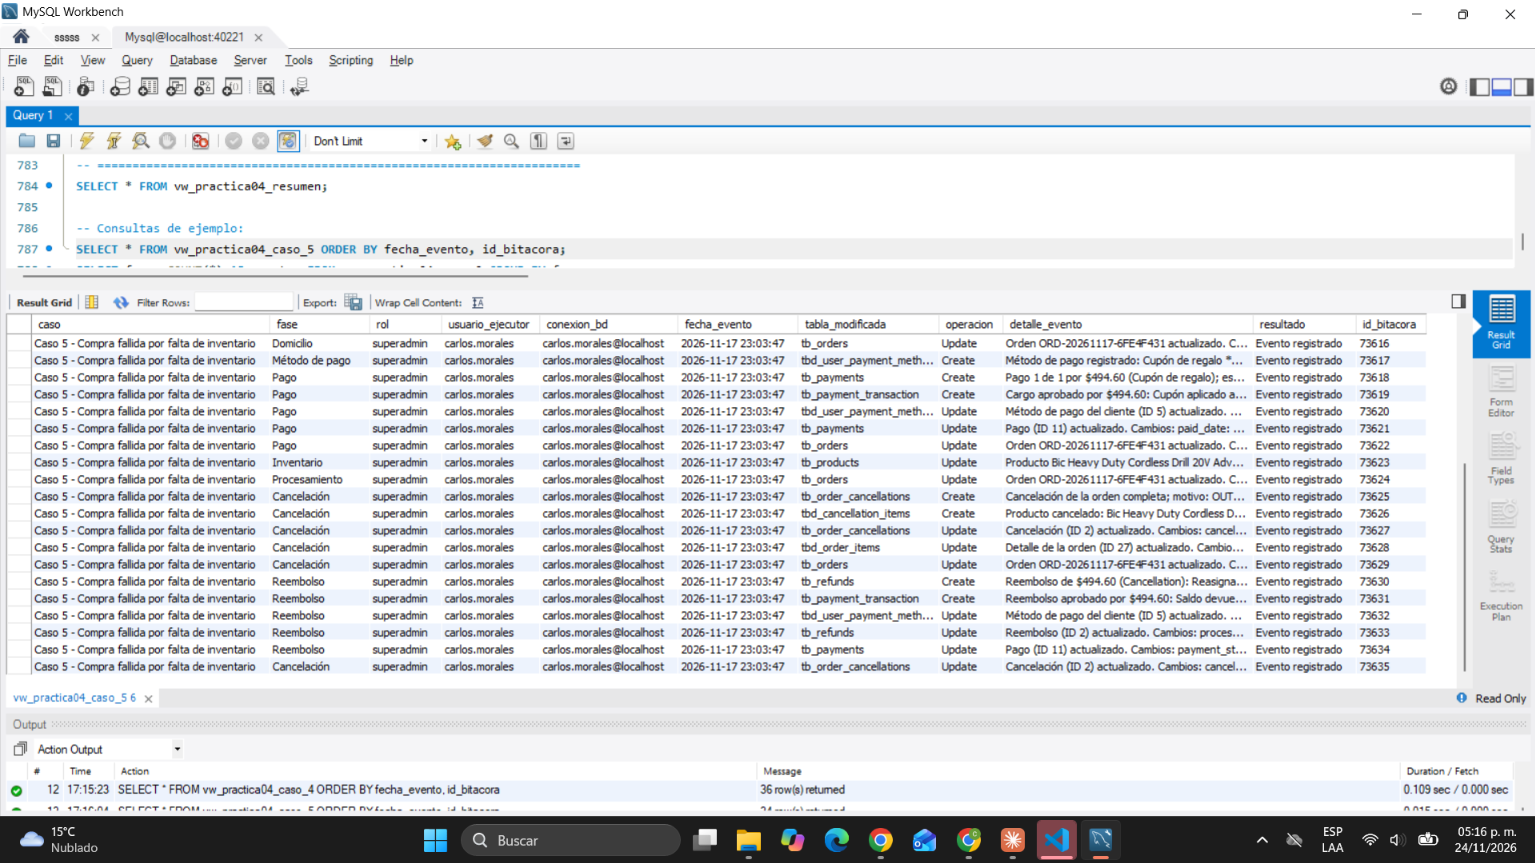 MySQL Workbench
sssss
Mysql@localhost:40221
File Edit View Query Database Server Tools Scripting Help
Query 1
Don't Limit
783 -- =====================================================================
784 SELECT * FROM vw_practica04_resumen;
785
786 -- Consultas de ejemplo:
787 SELECT * FROM vw_practica04_caso_5 ORDER BY fecha_evento, id_bitacora;
Result Grid Filter Rows: Export: Wrap Cell Content:
caso fase rol usuario_ejecutor conexion_bd fecha_evento tabla_modificada operacion detalle_evento resultado id_bitacora
Caso 5 - Compra fallida por falta de inventario Domicilio superadmin carlos.morales carlos.morales@localhost 2026-11-17 23:03:47 tb_orders Update Orden ORD-20261117-6FE4F431 actualizado. C... Evento registrado 73616
Caso 5 - Compra fallida por falta de inventario Método de pago superadmin carlos.morales carlos.morales@localhost 2026-11-17 23:03:47 tbd_user_payment_meth... Create Método de pago registrado: Cupón de regalo *... Evento registrado 73617
Caso 5 - Compra fallida por falta de inventario Pago superadmin carlos.morales carlos.morales@localhost 2026-11-17 23:03:47 tb_payments Create Pago 1 de 1 por $494.60 (Cupón de regalo); es... Evento registrado 73618
Caso 5 - Compra fallida por falta de inventario Pago superadmin carlos.morales carlos.morales@localhost 2026-11-17 23:03:47 tb_payment_transaction Create Cargo aprobado por $494.60: Cupón aplicado a... Evento registrado 73619
Caso 5 - Compra fallida por falta de inventario Pago superadmin carlos.morales carlos.morales@localhost 2026-11-17 23:03:47 tbd_user_payment_meth... Update Método de pago del cliente (ID 5) actualizado. ... Evento registrado 73620
Caso 5 - Compra fallida por falta de inventario Pago superadmin carlos.morales carlos.morales@localhost 2026-11-17 23:03:47 tb_payments Update Pago (ID 11) actualizado. Cambios: paid_date: ... Evento registrado 73621
Caso 5 - Compra fallida por falta de inventario Pago superadmin carlos.morales carlos.morales@localhost 2026-11-17 23:03:47 tb_orders Update Orden ORD-20261117-6FE4F431 actualizado. C... Evento registrado 73622
Caso 5 - Compra fallida por falta de inventario Inventario superadmin carlos.morales carlos.morales@localhost 2026-11-17 23:03:47 tb_products Update Producto Bic Heavy Duty Cordless Drill 20V Adv... Evento registrado 73623
Caso 5 - Compra fallida por falta de inventario Procesamiento superadmin carlos.morales carlos.morales@localhost 2026-11-17 23:03:47 tb_orders Update Orden ORD-20261117-6FE4F431 actualizado. C... Evento registrado 73624
Caso 5 - Compra fallida por falta de inventario Cancelación superadmin carlos.morales carlos.morales@localhost 2026-11-17 23:03:47 tb_order_cancellations Create Cancelación de la orden completa; motivo: OUT... Evento registrado 73625
Caso 5 - Compra fallida por falta de inventario Cancelación superadmin carlos.morales carlos.morales@localhost 2026-11-17 23:03:47 tbd_cancellation_items Create Producto cancelado: Bic Heavy Duty Cordless D... Evento registrado 73626
Caso 5 - Compra fallida por falta de inventario Cancelación superadmin carlos.morales carlos.morales@localhost 2026-11-17 23:03:47 tb_order_cancellations Update Cancelación (ID 2) actualizado. Cambios: cancel... Evento registrado 73627
Caso 5 - Compra fallida por falta de inventario Cancelación superadmin carlos.morales carlos.morales@localhost 2026-11-17 23:03:47 tbd_order_items Update Detalle de la orden (ID 27) actualizado. Cambio... Evento registrado 73628
Caso 5 - Compra fallida por falta de inventario Cancelación superadmin carlos.morales carlos.morales@localhost 2026-11-17 23:03:47 tb_orders Update Orden ORD-20261117-6FE4F431 actualizado. C... Evento registrado 73629
Caso 5 - Compra fallida por falta de inventario Reembolso superadmin carlos.morales carlos.morales@localhost 2026-11-17 23:03:47 tb_refunds Create Reembolso de $494.60 (Cancellation): Reasigna... Evento registrado 73630
Caso 5 - Compra fallida por falta de inventario Reembolso superadmin carlos.morales carlos.morales@localhost 2026-11-17 23:03:47 tb_payment_transaction Create Reembolso aprobado por $494.60: Saldo devue... Evento registrado 73631
Caso 5 - Compra fallida por falta de inventario Reembolso superadmin carlos.morales carlos.morales@localhost 2026-11-17 23:03:47 tbd_user_payment_meth... Update Método de pago del cliente (ID 5) actualizado. ... Evento registrado 73632
Caso 5 - Compra fallida por falta de inventario Reembolso superadmin carlos.morales carlos.morales@localhost 2026-11-17 23:03:47 tb_refunds Update Reembolso (ID 2) actualizado. Cambios: proces... Evento registrado 73633
Caso 5 - Compra fallida por falta de inventario Reembolso superadmin carlos.morales carlos.morales@localhost 2026-11-17 23:03:47 tb_payments Update Pago (ID 11) actualizado. Cambios: payment_st... Evento registrado 73634
Caso 5 - Compra fallida por falta de inventario Cancelación superadmin carlos.morales carlos.morales@localhost 2026-11-17 23:03:47 tb_order_cancellations Update Cancelación (ID 2) actualizado. Cambios: cancel... Evento registrado 73635
Result Grid
Form Editor
Field Types
Query Stats
Execution Plan
vw_practica04_caso_5 6
Read Only
Output
Action Output
# Time Action Message Duration / Fetch
12 17:15:23 SELECT * FROM vw_practica04_caso_4 ORDER BY fecha_evento, id_bitacora 36 row(s) returned 0.109 sec / 0.000 sec
15°C
Nublado
Buscar
ESP
LAA
05:16 p. m.
24/11/2026